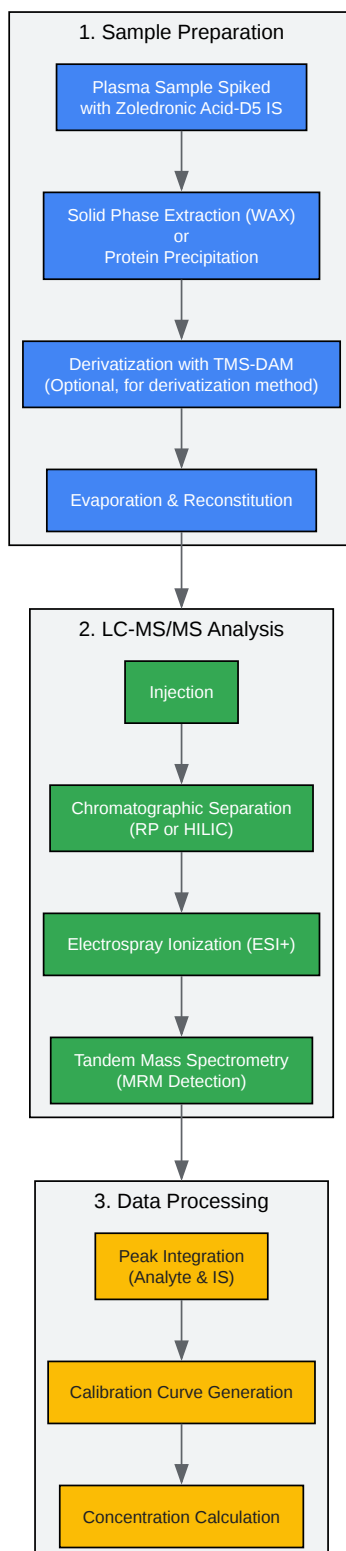 1. Sample Preparation
Plasma Sample Spiked
with Zoledronic Acid-D5 IS
Solid Phase Extraction (WAX)
or
Protein Precipitation
Derivatization with TMS-DAM
(Optional, for derivatization method)
Evaporation & Reconstitution
2. LC-MS/MS Analysis
Injection
Chromatographic Separation
(RP or HILIC)
Electrospray Ionization (ESI+)
Tandem Mass Spectrometry
(MRM Detection)
3. Data Processing
Peak Integration
(Analyte & IS)
Calibration Curve Generation
Concentration Calculation